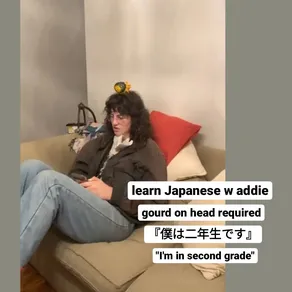 learn Japanese w addie
gourd on head required
『僕は二年生です』
"I'm in second grade"